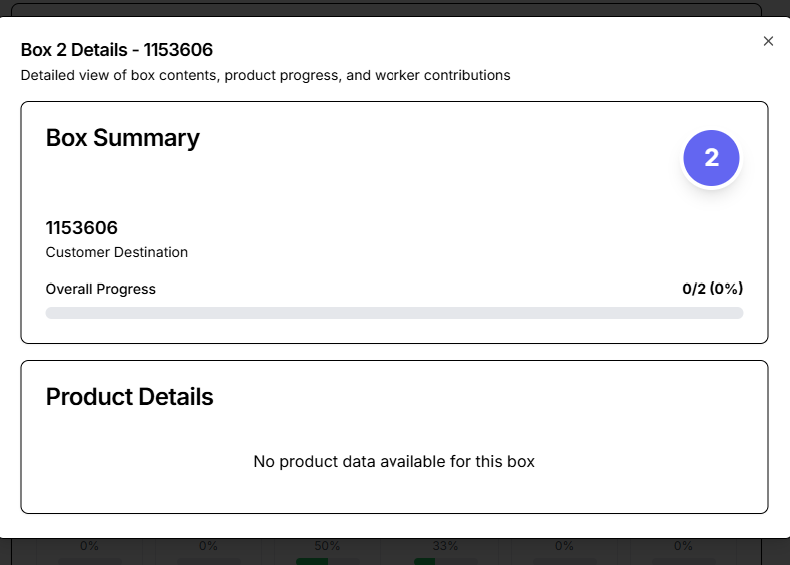 Box 2 Details - 1153606
Detailed view of box contents, product progress, and worker contributions
Box Summary
2
1153606
Customer Destination
Overall Progress 0/2 (0%)
Product Details
No product data available for this box
0% 0% 50% 33% 0% 0%